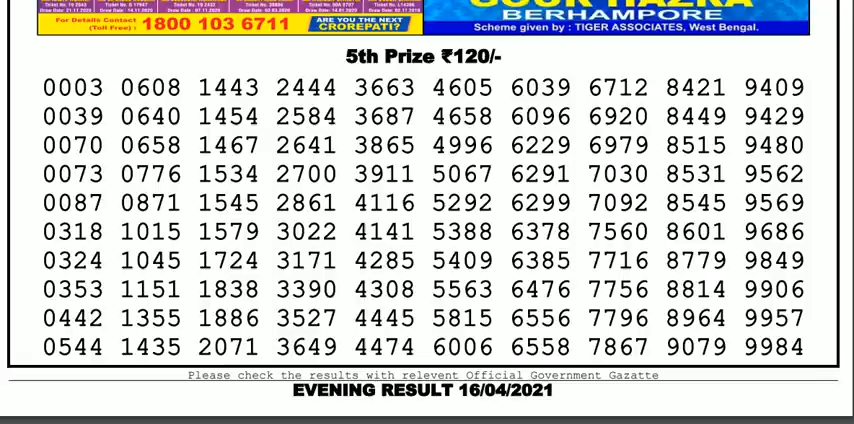 GOUR HAZRA
BERHAMPORE
For Details Contact
(Toll Free) : 1800 103 6711
ARE YOU THE NEXT
CROREPATI?
Scheme given by : TIGER ASSOCIATES, West Bengal.
5th Prize ₹120/-
0003 0608 1443 2444 3663 4605 6039 6712 8421 9409
0039 0640 1454 2584 3687 4658 6096 6920 8449 9429
0070 0658 1467 2641 3865 4996 6229 6979 8515 9480
0073 0776 1534 2700 3911 5067 6291 7030 8531 9562
0087 0871 1545 2861 4116 5292 6299 7092 8545 9569
0318 1015 1579 3022 4141 5388 6378 7560 8601 9686
0324 1045 1724 3171 4285 5409 6385 7716 8779 9849
0353 1151 1838 3390 4308 5563 6476 7756 8814 9906
0442 1355 1886 3527 4445 5815 6556 7796 8964 9957
0544 1435 2071 3649 4474 6006 6558 7867 9079 9984
Please check the results with relevent Official Government Gazatte
EVENING RESULT 16/04/2021